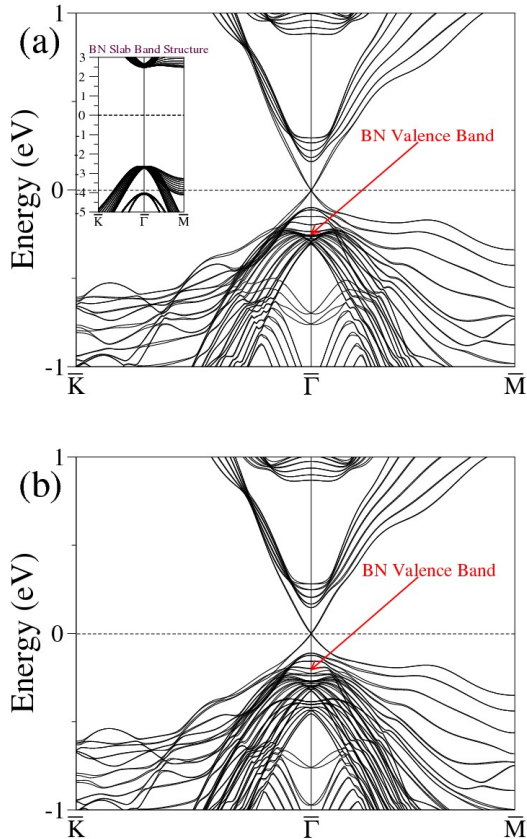 (a)
BN Slab Band Structure
3
2
1
0
-1
-2
-3
-4
-5
K̅ Γ̅ M̅
Energy (eV)
1
0
-1
BN Valence Band
K̅ Γ̅ M̅
(b)
Energy (eV)
1
0
-1
BN Valence Band
K̅ Γ̅ M̅